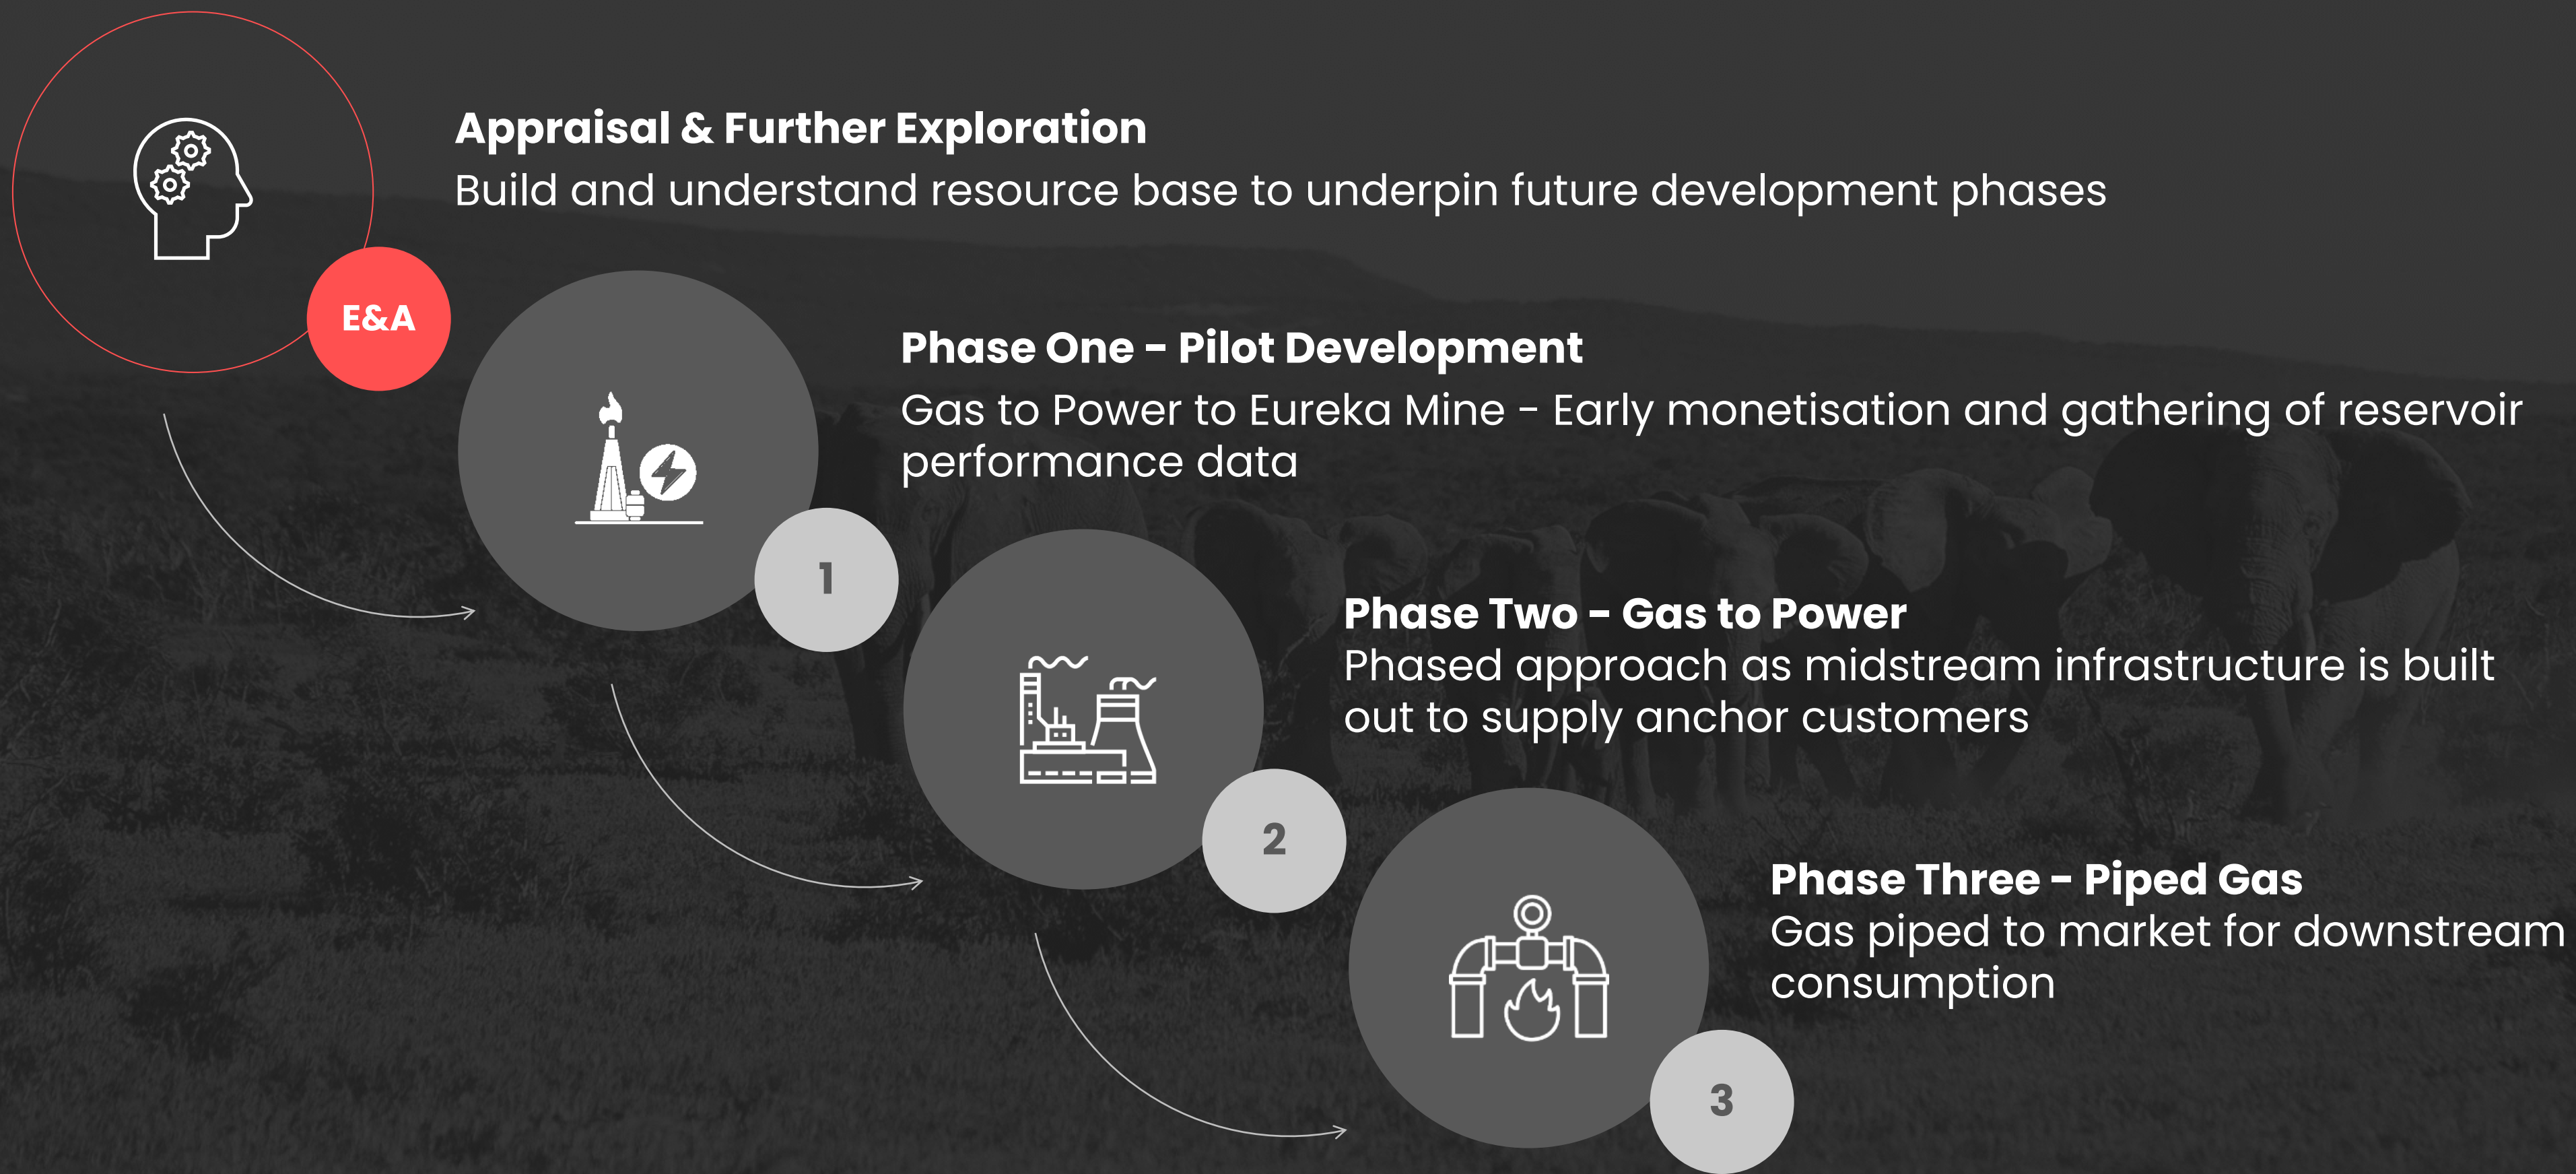 Appraisal & Further Exploration
Build and understand resource base to underpin future development phases
E&A
Phase One - Pilot Development
Gas to Power to Eureka Mine - Early monetisation and gathering of reservoir
performance data
1
Phase Two - Gas to Power
Phased approach as midstream infrastructure is built
out to supply anchor customers
2
Phase Three - Piped Gas
Gas piped to market for downstream
consumption
3